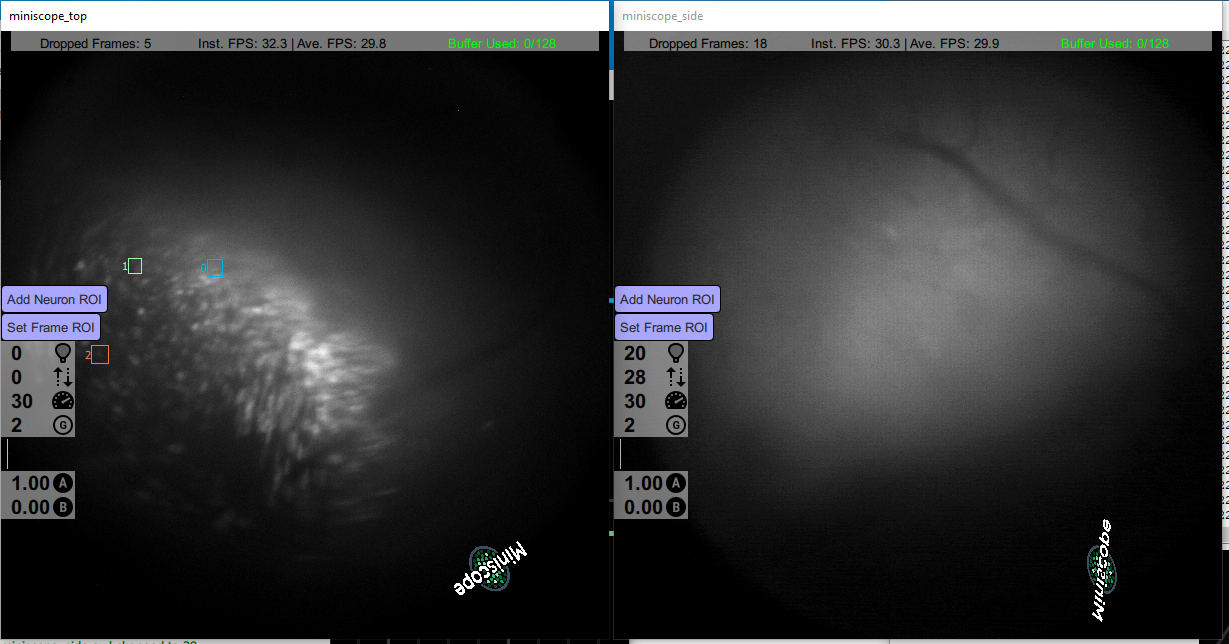 miniscope_top
Dropped Frames: 5 Inst. FPS: 32.3 | Ave. FPS: 29.8 Buffer Used: 0/128
1
0
Add Neuron ROI
Set Frame ROI
2
0
0
30
2 G
1.00 A
0.00 B
Miniscope
miniscope_side
Dropped Frames: 18 Inst. FPS: 30.3 | Ave. FPS: 29.9 Buffer Used: 0/128
Add Neuron ROI
Set Frame ROI
20
28
30
2 G
1.00 A
0.00 B
Miniscope